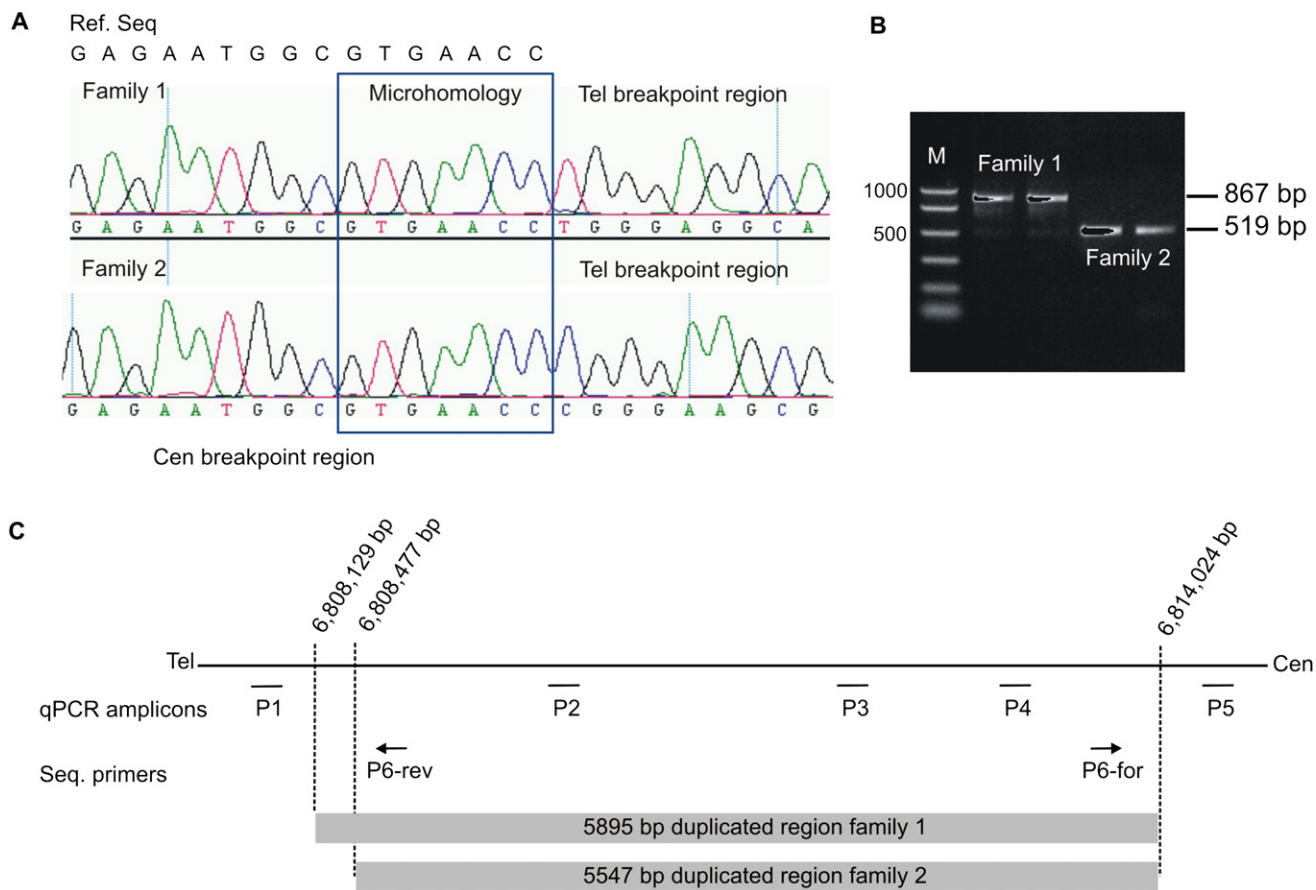 A
Ref. Seq
G A G A A T G G C G T G A A C C
Family 1
Microhomology
Tel breakpoint region
G A G A A T G G C G T G A A C C T G G G A G G C A
Family 2
Tel breakpoint region
G A G A A T G G C G T G A A C C C G G G A A G C G
Cen breakpoint region
B
M
Family 1
1000
867 bp
500
519 bp
Family 2
C
6,808,129 bp
6,808,477 bp
6,814,024 bp
Tel
Cen
qPCR amplicons
P1
P2
P3
P4
P5
Seq. primers
P6-rev
P6-for
5895 bp duplicated region family 1
5547 bp duplicated region family 2